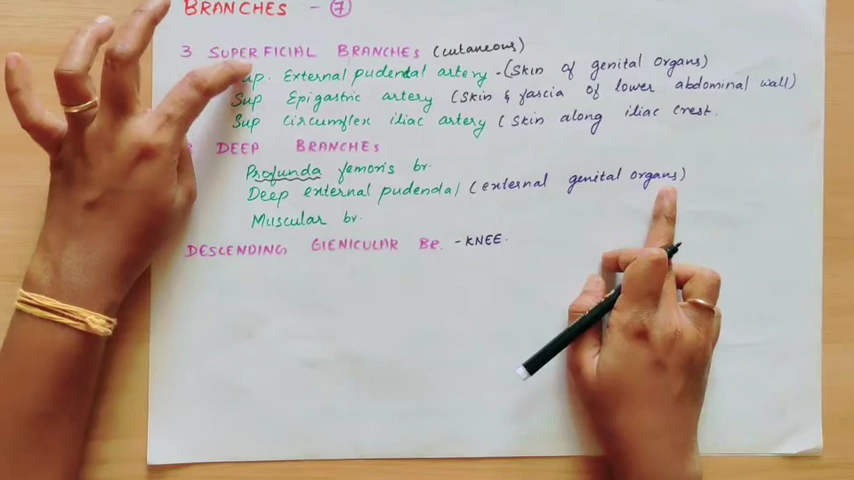 BRANCHES - 7
3 SUPERFICIAL BRANCHES (cutaneous)
Sup. External pudendal artery - (skin of genital organs)
Sup Epigastric artery (skin & fascia of lower abdominal wall)
Sup circumflex iliac artery (skin along iliac crest.
DEEP BRANCHES
Profunda femoris br.
Deep external pudendal (external genital organs)
Muscular br.
DESCENDING GENICULAR BR. - KNEE.